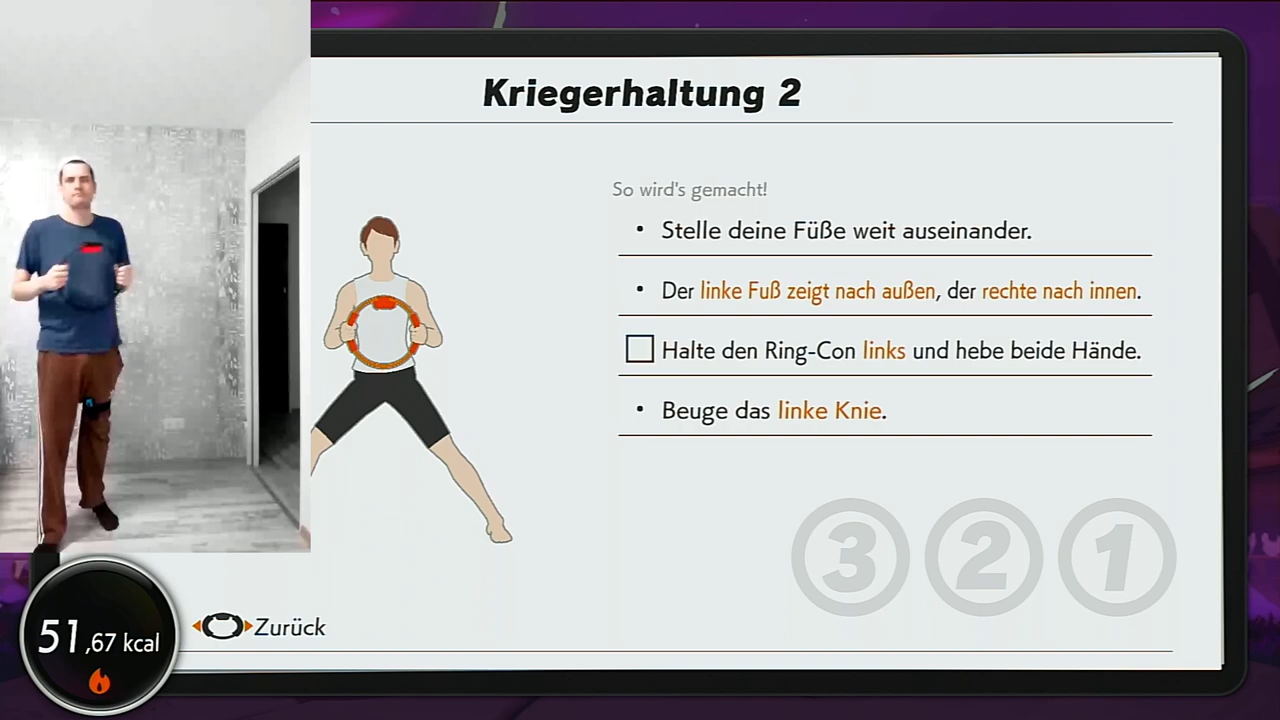 Kriegerhaltung 2
So wird's gemacht!
• Stelle deine Füße weit auseinander.
• Der linke Fuß zeigt nach außen, der rechte nach innen.
Halte den Ring-Con links und hebe beide Hände.
• Beuge das linke Knie.
3 2 1
51,67 kcal
Zurück